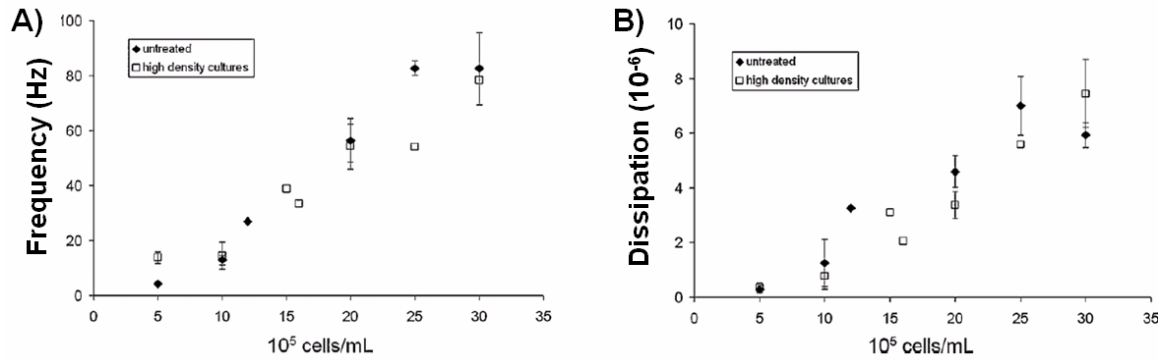 A)
Frequency (Hz)
100
80
60
40
20
0
untreated
high density cultures
0 5 10 15 20 25 30 35
10⁵ cells/mL
B)
Dissipation (10⁻⁶)
10
8
6
4
2
0
untreated
high density cultures
0 5 10 15 20 25 30 35
10⁵ cells/mL